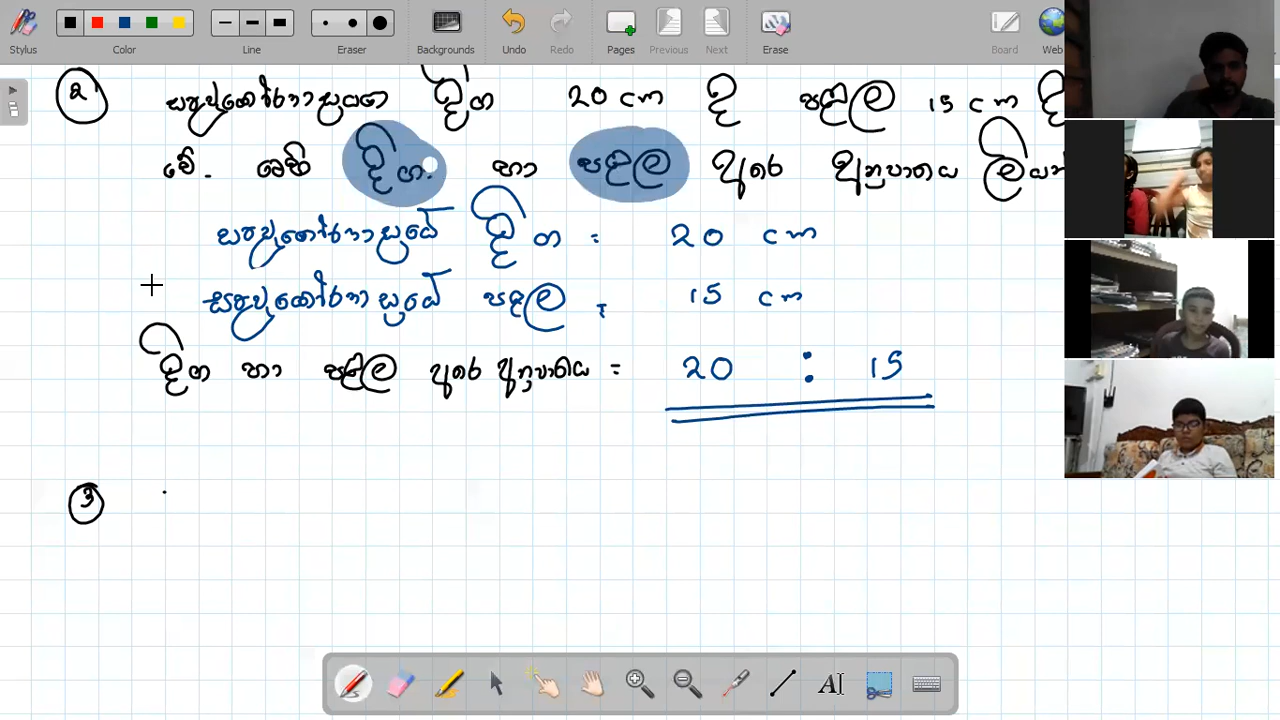 Stylus Color Line Eraser Backgrounds Undo Redo Pages Previous Next Erase Board Web
2 සෘජුකෝණාස්‍රයක දිග 20 cm ද පළල 15 cm ද
වේ. මෙහි දිග හා පළල අතර අනුපාතය ලියන්
සෘජුකෝණාස්‍රයේ දිග = 20 cm
සෘජුකෝණාස්‍රයේ පළල = 15 cm
දිග හා පළල අතර අනුපාතය = 20 : 15
3